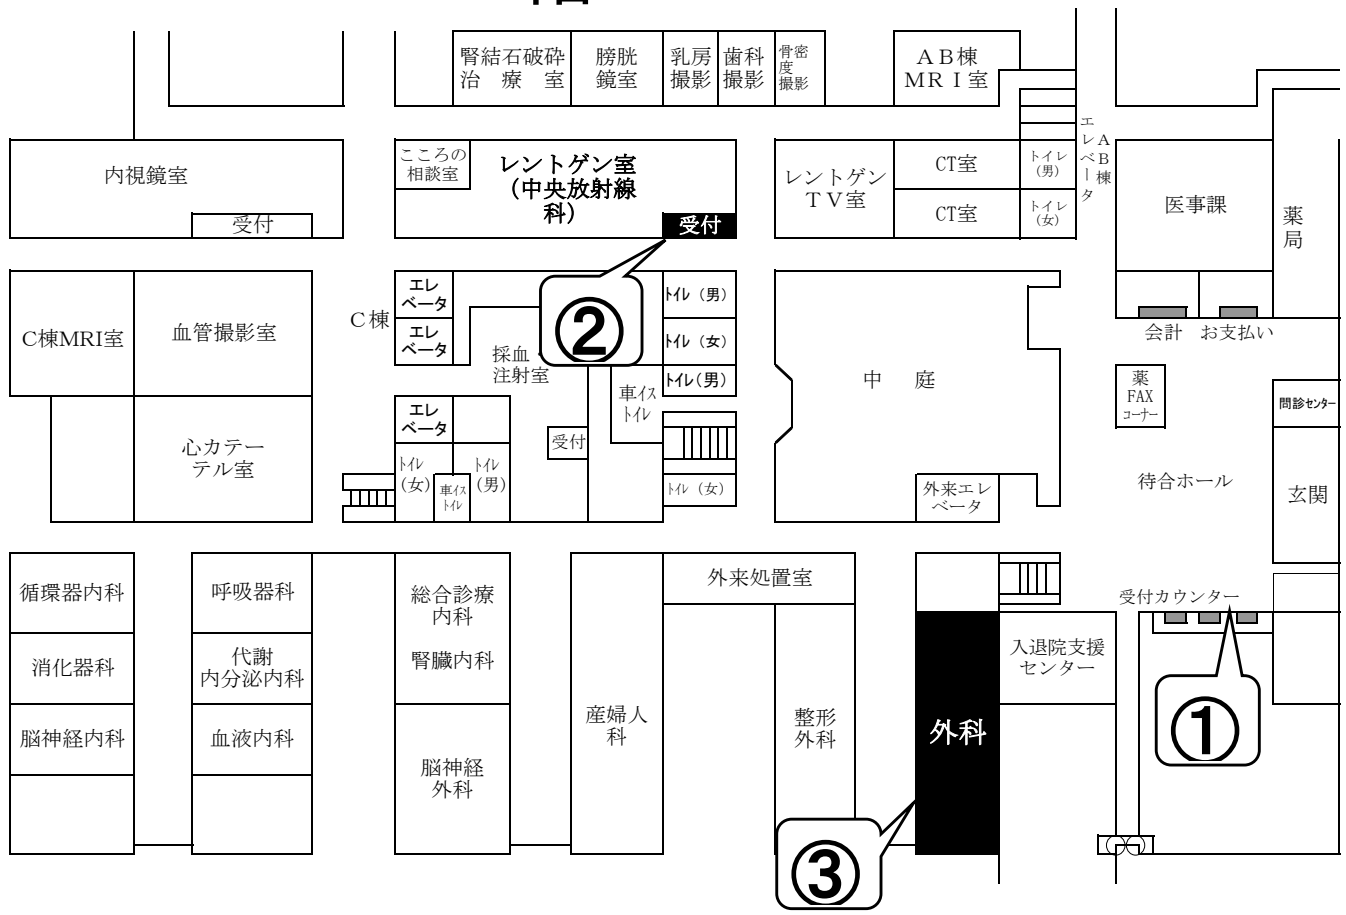 腎結石破砕
治療室
膀胱
鏡室
乳房
撮影
歯科
撮影
骨密
度
撮影
AB棟
MRI室
内視鏡室
受付
こころの
相談室
レントゲン室
（中央放射線
科）
受付
レントゲン
TV室
CT室
CT室
トイレ
(男)
トイレ
(女)
エレベータ
AB棟
医事課
薬
局
②
C棟MRI室
血管撮影室
C棟
エレ
ベータ
エレ
ベータ
採血・
注射室
トイレ（男）
トイレ（女）
トイレ(男)
車イス
トイレ
中　庭
会計　お支払い
薬
FAX
コーナー
問診センター
心カテー
テル室
エレ
ベータ
トイレ
(女)
車イス
トイレ
トイレ
(男)
受付
トイレ（女）
外来エレ
ベータ
待合ホール
玄関
循環器内科
呼吸器科
総合診療
内科
腎臓内科
外来処置室
受付カウンター
消化器科
代謝
内分泌内科
入退院支援
センター
脳神経内科
血液内科
脳神経
外科
産婦人
科
整形
外科
外科
①
③